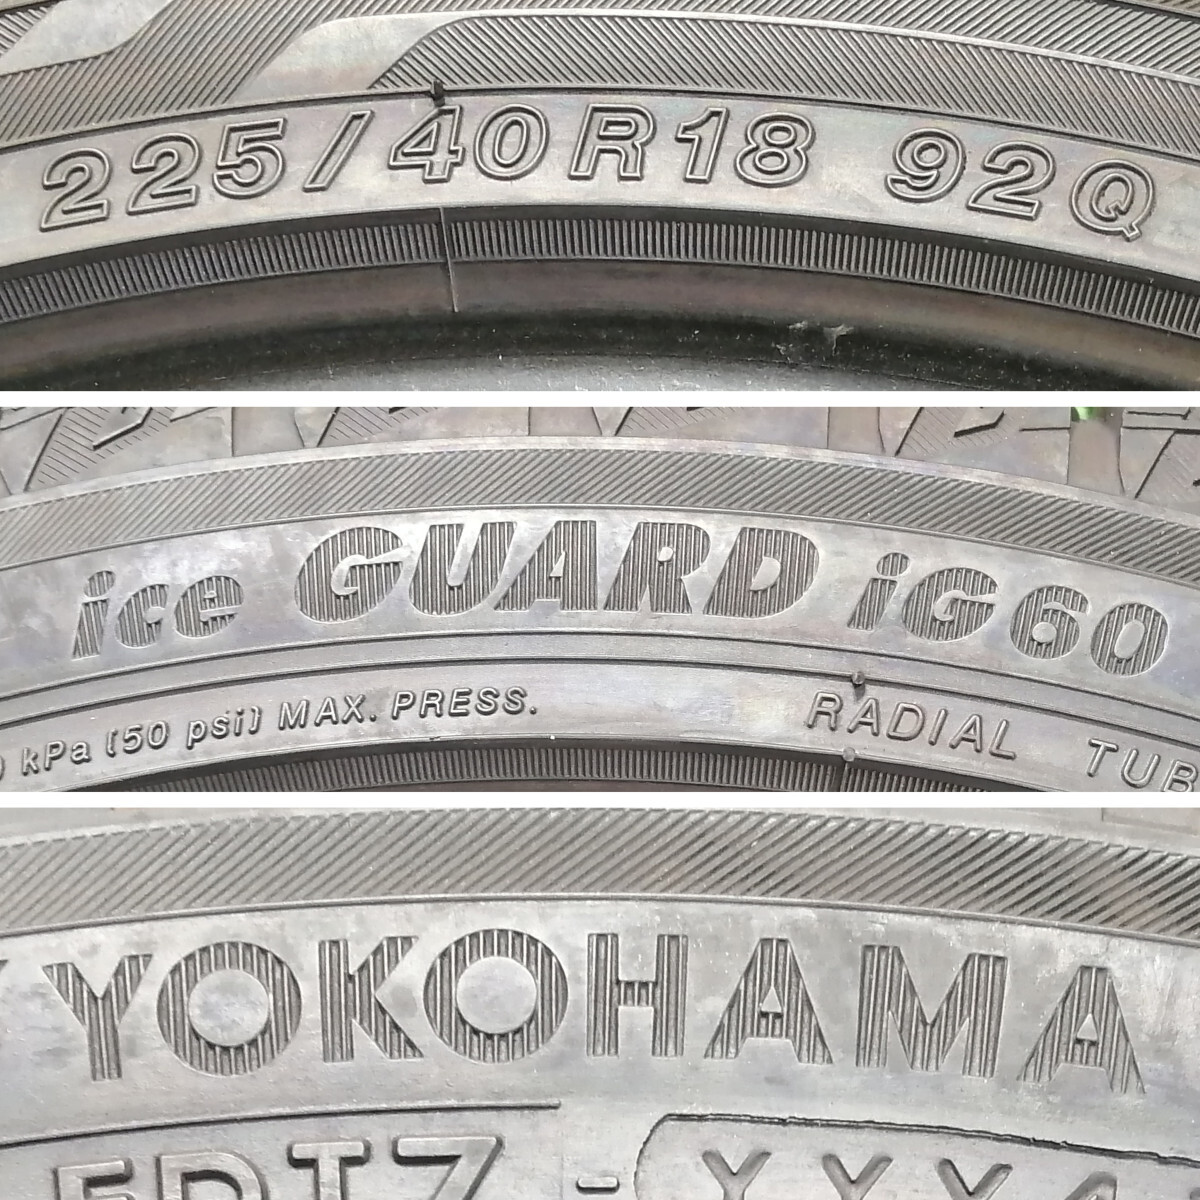 225/40R18 92Q
ice GUARD iG60
kPa (50 psi) MAX. PRESS. RADIAL
YOKOHAMA